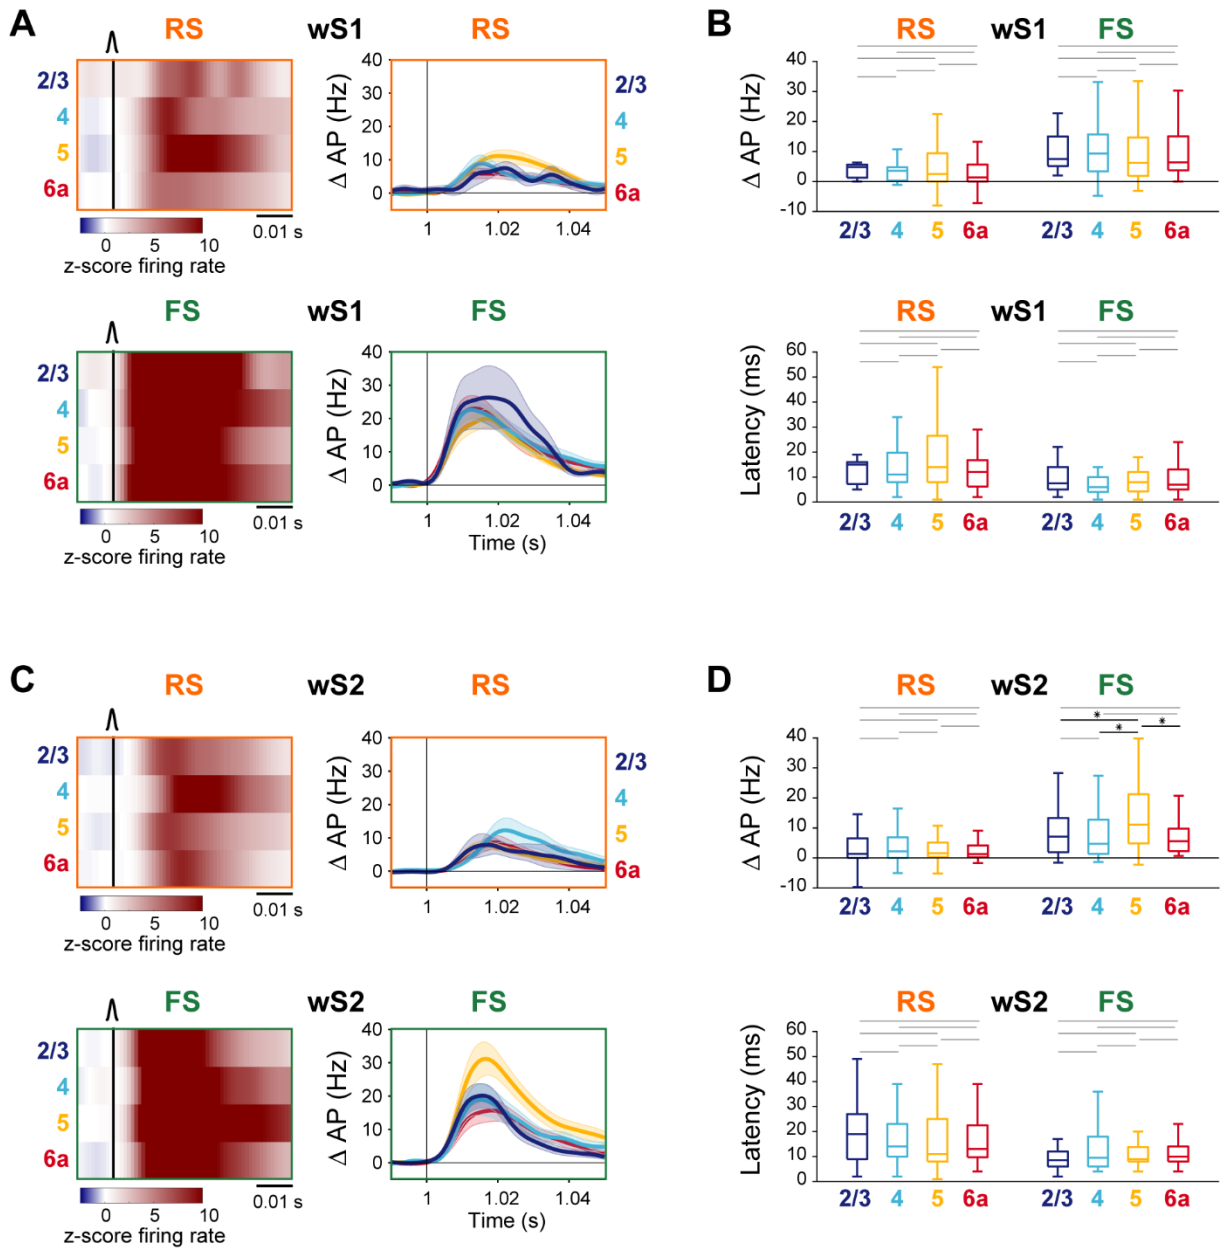 A
RS
wS1
RS
2/3
4
5
6a
0 5 10
z-score firing rate
0.01 s
Δ AP (Hz)
40
30
20
10
0
1 1.02 1.04
2/3
4
5
6a
FS
wS1
FS
2/3
4
5
6a
0 5 10
z-score firing rate
0.01 s
Δ AP (Hz)
40
30
20
10
0
1 1.02 1.04
Time (s)
B
RS
wS1
FS
Δ AP (Hz)
40
30
20
10
0
-10
2/3 4 5 6a 2/3 4 5 6a
RS
wS1
FS
Latency (ms)
60
50
40
30
20
10
0
2/3 4 5 6a 2/3 4 5 6a
C
RS
wS2
RS
2/3
4
5
6a
0 5 10
z-score firing rate
0.01 s
Δ AP (Hz)
40
30
20
10
0
1 1.02 1.04
2/3
4
5
6a
FS
wS2
FS
2/3
4
5
6a
0 5 10
z-score firing rate
0.01 s
Δ AP (Hz)
40
30
20
10
0
1 1.02 1.04
Time (s)
D
RS
wS2
FS
* * *
Δ AP (Hz)
40
30
20
10
0
-10
2/3 4 5 6a 2/3 4 5 6a
RS
wS2
FS
Latency (ms)
60
50
40
30
20
10
0
2/3 4 5 6a 2/3 4 5 6a